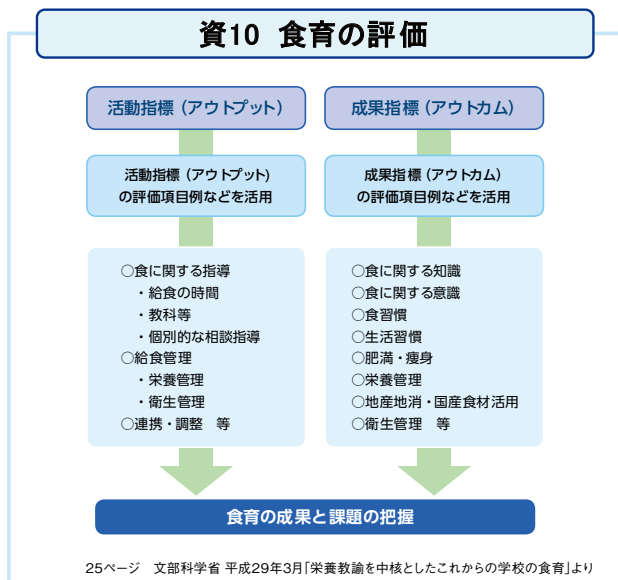 資10 食育の評価
活動指標（アウトプット）
活動指標（アウトプット）
の評価項目例などを活用
○食に関する指導
・給食の時間
・教科等
・個別的な相談指導
○給食管理
・栄養管理
・衛生管理
○連携・調整　等
成果指標（アウトカム）
成果指標（アウトカム）
の評価項目例などを活用
○食に関する知識
○食に関する意識
○食習慣
○生活習慣
○肥満・痩身
○栄養管理
○地産地消・国産食材活用
○衛生管理　等
食育の成果と課題の把握
25ページ　文部科学省 平成29年3月「栄養教諭を中核としたこれからの学校の食育」より